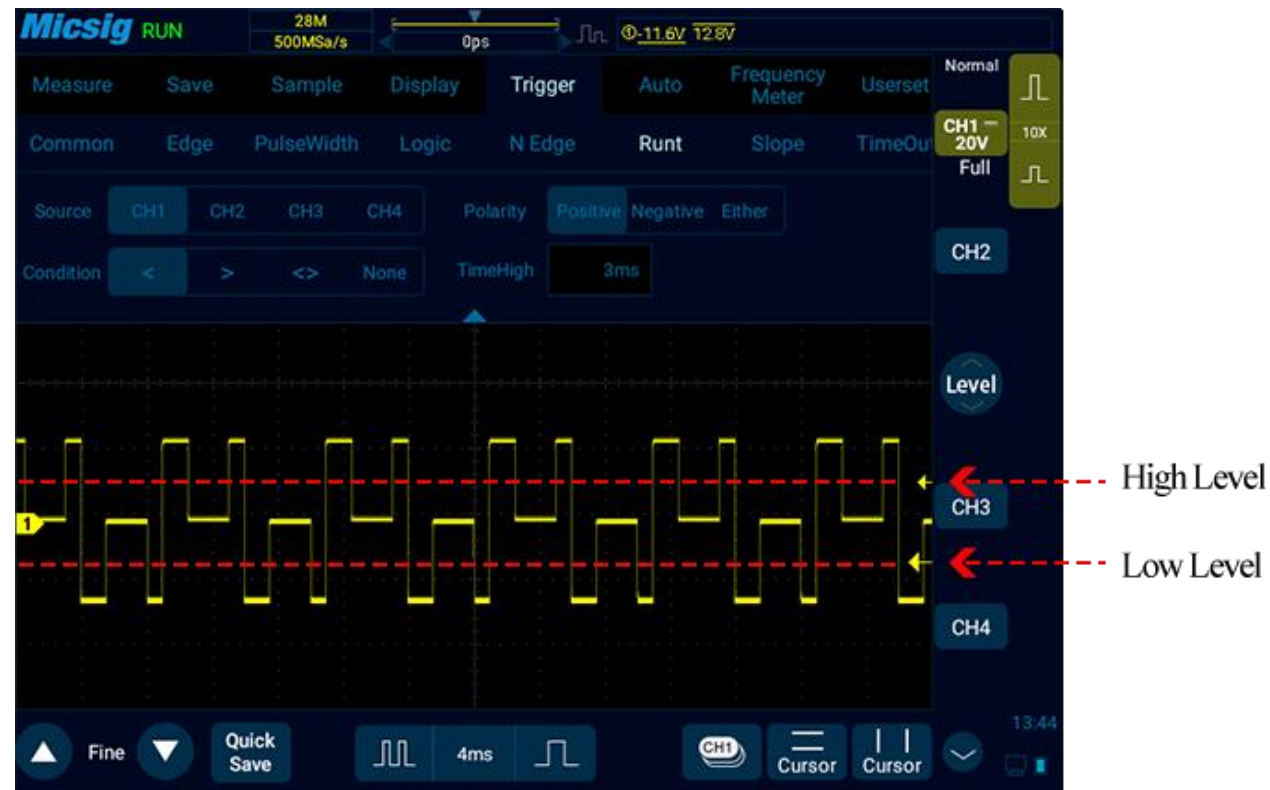 Micsig RUN 28M 500MSa/s 0ps ①-11.6V 12.8V
Measure Save Sample Display Trigger Auto Frequency Meter Userset
Normal
Common Edge PulseWidth Logic N Edge Runt Slope TimeOu
CH1 20V 10X
Full
Source CH1 CH2 CH3 CH4 Polarity Positive Negative Either
CH2
Condition < > <> None TimeHigh 3ms
Level
High Level
CH3
1
Low Level
CH4
13:44
Fine Quick Save 4ms CH1 Cursor Cursor